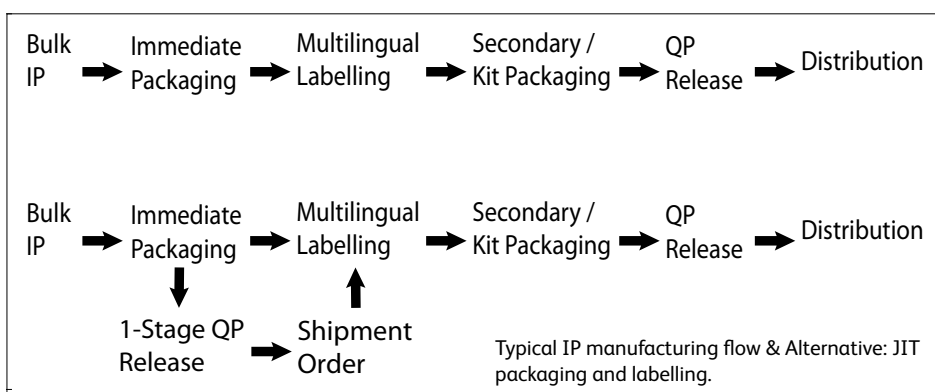 Bulk
IP
Immediate
Packaging
Multilingual
Labelling
Secondary /
Kit Packaging
QP
Release
Distribution
Bulk
IP
Immediate
Packaging
Multilingual
Labelling
Secondary /
Kit Packaging
QP
Release
Distribution
1-Stage QP
Release
Shipment
Order
Typical IP manufacturing flow & Alternative: JIT
packaging and labelling.